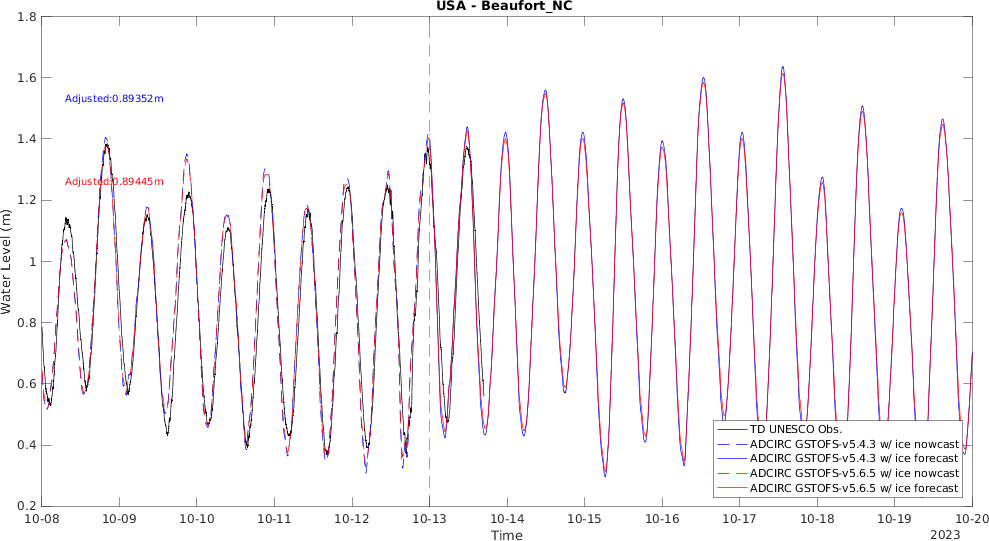 USA - Beaufort_NC
1.8
1.6
1.4
1.2
1
0.8
0.6
0.4
0.2
Water Level (m)
Adjusted:0.89352m
Adjusted:0.89445m
TD UNESCO Obs.
ADCIRC GSTOFS-v5.4.3 w/ ice nowcast
ADCIRC GSTOFS-v5.4.3 w/ ice forecast
ADCIRC GSTOFS-v5.6.5 w/ ice nowcast
ADCIRC GSTOFS-v5.6.5 w/ ice forecast
10-08 10-09 10-10 10-11 10-12 10-13 10-14 10-15 10-16 10-17 10-18 10-19 10-20
Time
2023